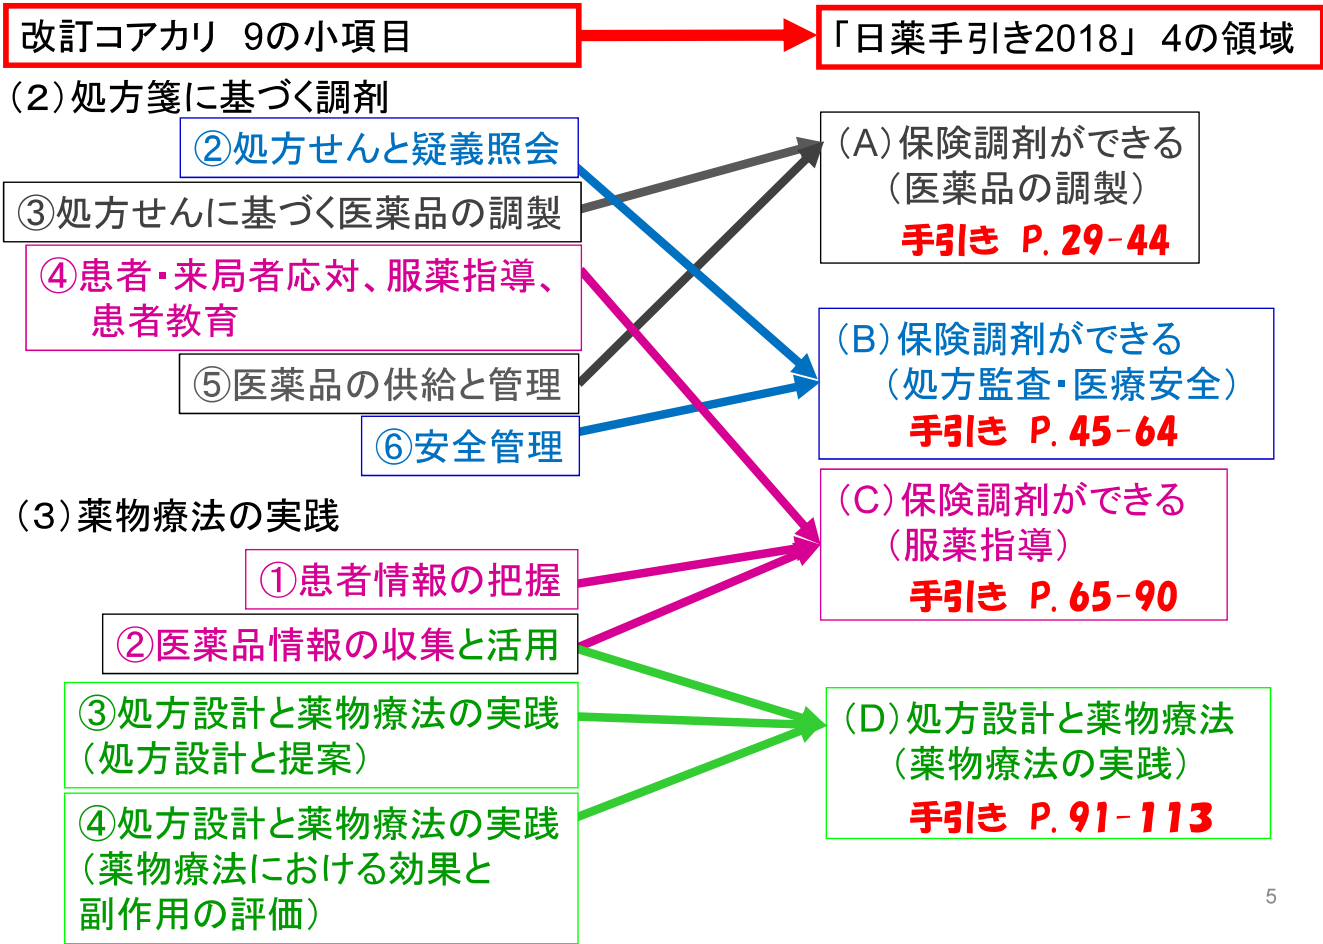 改訂コアカリ 9の小項目
「日薬手引き2018」 4の領域
(2)処方箋に基づく調剤
②処方せんと疑義照会
③処方せんに基づく医薬品の調製
④患者・来局者応対、服薬指導、
患者教育
⑤医薬品の供給と管理
⑥安全管理
(3)薬物療法の実践
①患者情報の把握
②医薬品情報の収集と活用
③処方設計と薬物療法の実践
(処方設計と提案)
④処方設計と薬物療法の実践
(薬物療法における効果と
副作用の評価)
(A)保険調剤ができる
(医薬品の調製)
手引き P.29-44
(B)保険調剤ができる
(処方監査・医療安全)
手引き P.45-64
(C)保険調剤ができる
(服薬指導)
手引き P.65-90
(D)処方設計と薬物療法
(薬物療法の実践)
手引き P.91-113
5